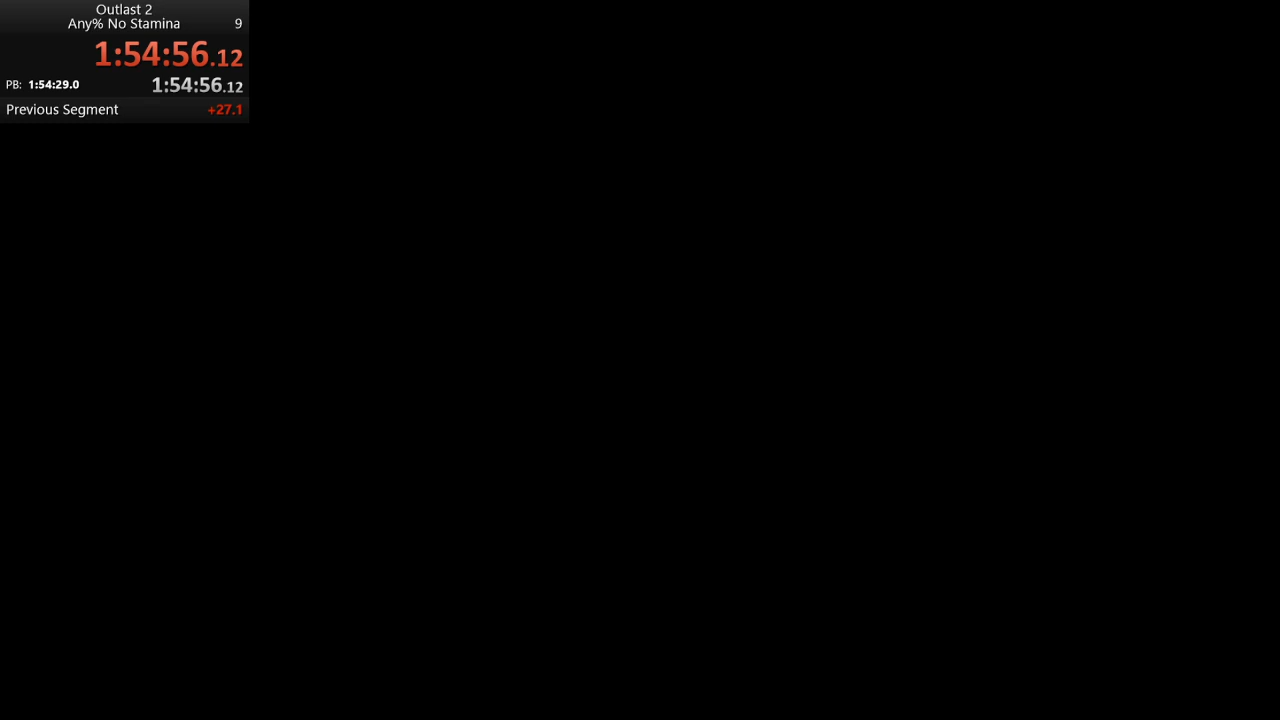 Outlast 2
Any% No Stamina 9
1:54:56.12
PB: 1:54:29.0 1:54:56.12
Previous Segment +27.1